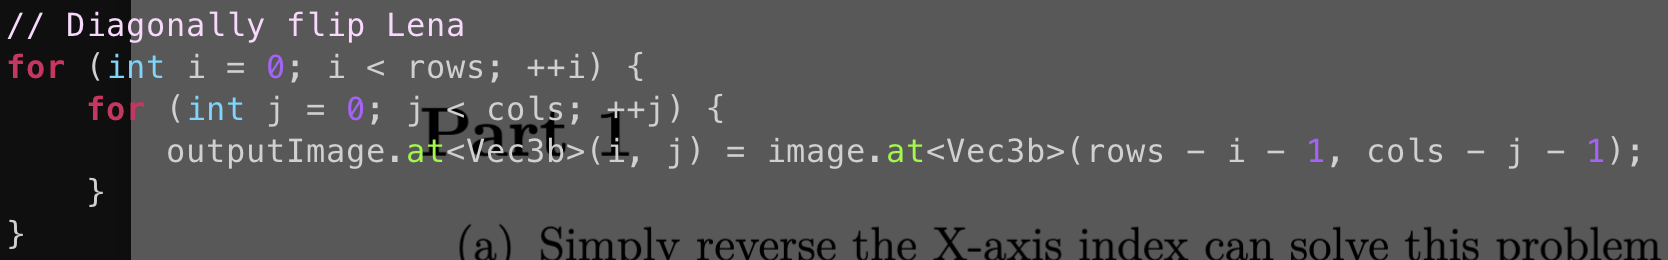 // Diagonally flip Lena
for (int i = 0; i < rows; ++i) {
    for (int j = 0; j < cols; ++j) {
Part 1
        outputImage.at<Vec3b>(i, j) = image.at<Vec3b>(rows - i - 1, cols - j - 1);
    }
}
(a) Simply reverse the X-axis index can solve this problem